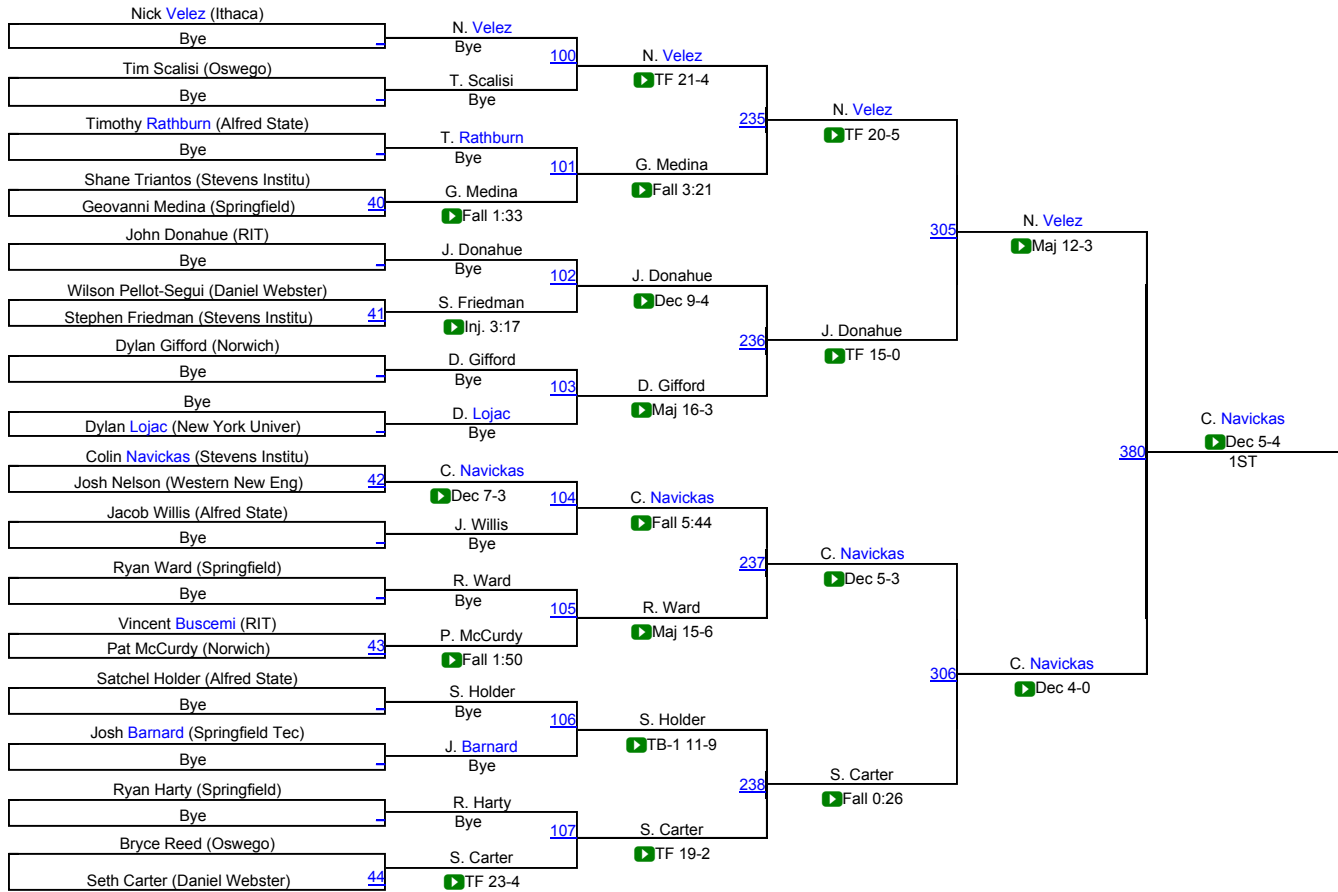 Nick Velez (Ithaca)
Bye
Tim Scalisi (Oswego)
Bye
Timothy Rathburn (Alfred State)
Bye
Shane Triantos (Stevens Institu)
Geovanni Medina (Springfield)
40
John Donahue (RIT)
Bye
Wilson Pellot-Segui (Daniel Webster)
Stephen Friedman (Stevens Institu)
41
Dylan Gifford (Norwich)
Bye
Bye
Dylan Lojac (New York Univer)
Colin Navickas (Stevens Institu)
Josh Nelson (Western New Eng)
42
Jacob Willis (Alfred State)
Bye
Ryan Ward (Springfield)
Bye
Vincent Buscemi (RIT)
Pat McCurdy (Norwich)
43
Satchel Holder (Alfred State)
Bye
Josh Barnard (Springfield Tec)
Bye
Ryan Harty (Springfield)
Bye
Bryce Reed (Oswego)
Seth Carter (Daniel Webster)
44
N. Velez
Bye
100
T. Scalisi
Bye
T. Rathburn
Bye
101
G. Medina
Fall 1:33
J. Donahue
Bye
102
S. Friedman
Inj. 3:17
D. Gifford
Bye
103
D. Lojac
Bye
C. Navickas
Dec 7-3
104
J. Willis
Bye
R. Ward
Bye
105
P. McCurdy
Fall 1:50
S. Holder
Bye
106
J. Barnard
Bye
R. Harty
Bye
107
S. Carter
TF 23-4
N. Velez
TF 21-4
235
G. Medina
Fall 3:21
J. Donahue
Dec 9-4
236
D. Gifford
Maj 16-3
C. Navickas
Fall 5:44
237
R. Ward
Maj 15-6
S. Holder
TB-1 11-9
238
S. Carter
TF 19-2
N. Velez
TF 20-5
305
J. Donahue
TF 15-0
C. Navickas
Dec 5-3
306
S. Carter
Fall 0:26
N. Velez
Maj 12-3
380
C. Navickas
Dec 4-0
C. Navickas
Dec 5-4
1ST